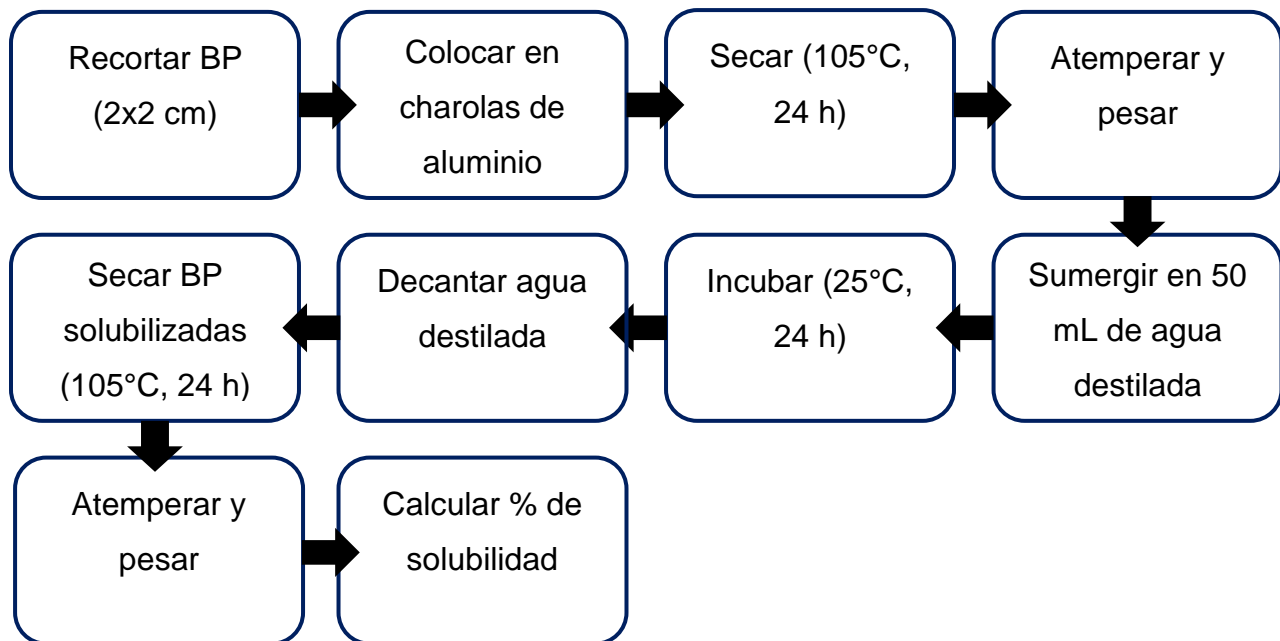 Recortar BP
(2x2 cm)
Colocar en
charolas de
aluminio
Secar (105°C,
24 h)
Atemperar y
pesar
Sumergir en 50
mL de agua
destilada
Incubar (25°C,
24 h)
Decantar agua
destilada
Secar BP
solubilizadas
(105°C, 24 h)
Atemperar y
pesar
Calcular % de
solubilidad